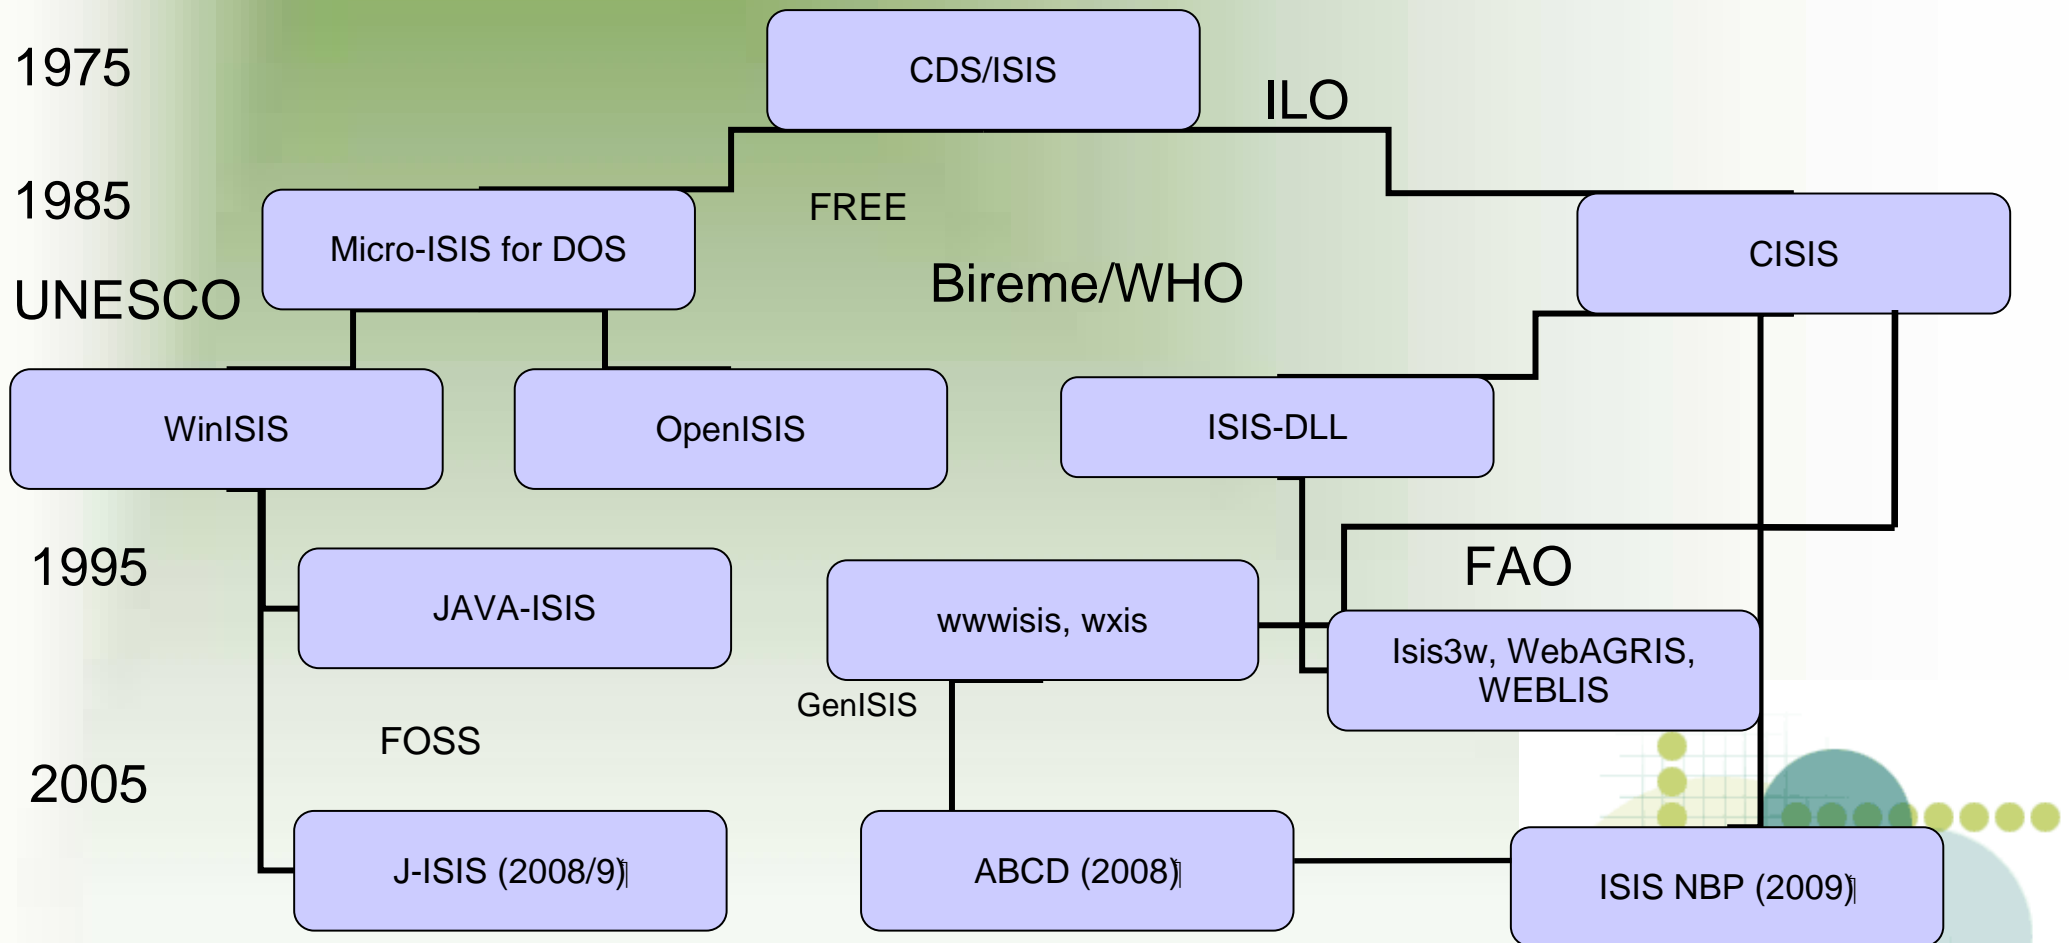 1975
CDS/ISIS
ILO
1985
FREE
Micro-ISIS for DOS
CISIS
UNESCO
Bireme/WHO
WinISIS
OpenISIS
ISIS-DLL
1995
FAO
JAVA-ISIS
wwwisis, wxis
Isis3w, WebAGRIS,
WEBLIS
GenISIS
FOSS
2005
J-ISIS (2008/9)
ABCD (2008)
ISIS NBP (2009)